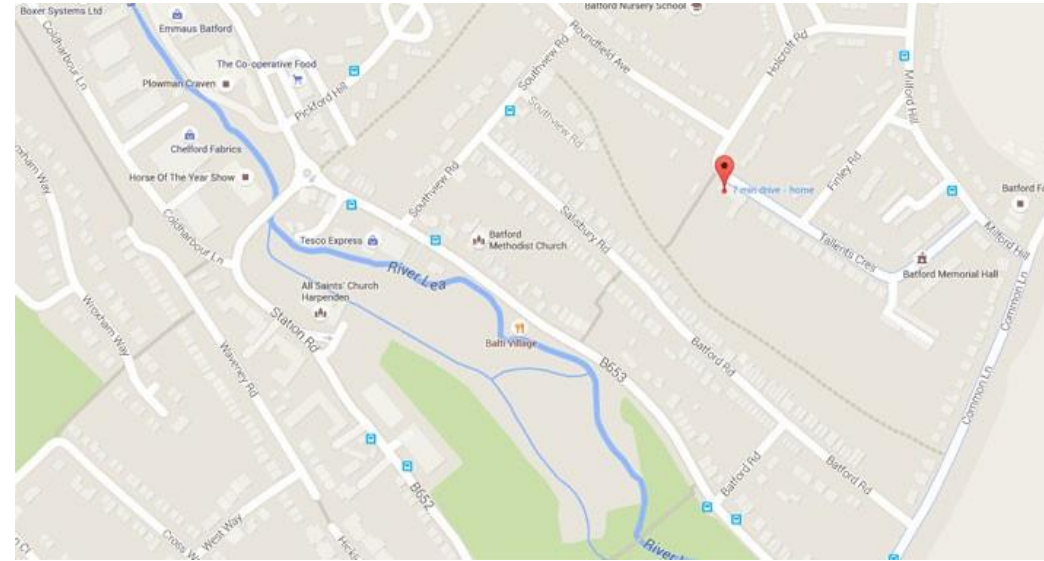 Boxer Systems Ltd
Emmaus Batford
Batford Nursery School
Coldharbour Ln
The Co-operative Food
Plowman Craven
Pickford Hill
Southview Rd
Roundfield Ave
Holcroft Rd
Milford Hill
Chelford Fabrics
Southview Rd
Horse Of The Year Show
Wroxham Way
Southview Rd
Finley Rd
7 min drive - home
Salisbury Rd
Coldharbour Ln
Tesco Express
Batford
Methodist Church
Tallents Cres
Milford Hill
Batford Memorial Hall
River Lea
All Saints' Church
Harpenden
Station Rd
Wroxham Way
Waveney Rd
Balti Village
B653
Batford Rd
Common Ln
Common Ln
Batford Rd
Batford Rd
B652
West Way
River